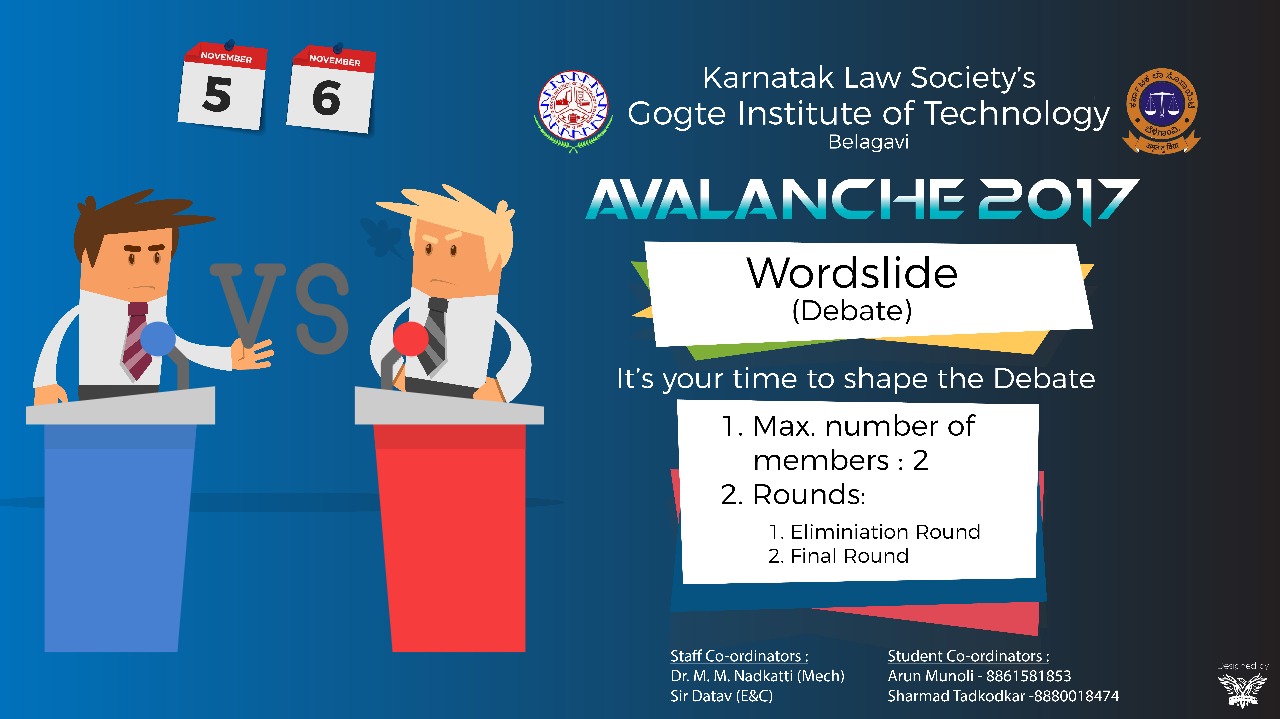 NOVEMBER
5
NOVEMBER
6
Karnatak Law Society's
Gogte Institute of Technology
Belagavi
AVALANCHE 2017
VS
Wordslide
(Debate)
It's your time to shape the Debate
1. Max. number of
members : 2
2. Rounds:
1. Eliminiation Round
2. Final Round
Staff Co-ordinators :
Dr. M. M. Nadkatti (Mech)
Sir Datav (E&C)
Student Co-ordinators :
Arun Munoli - 8861581853
Sharmad Tadkodkar -8880018474
Designed by